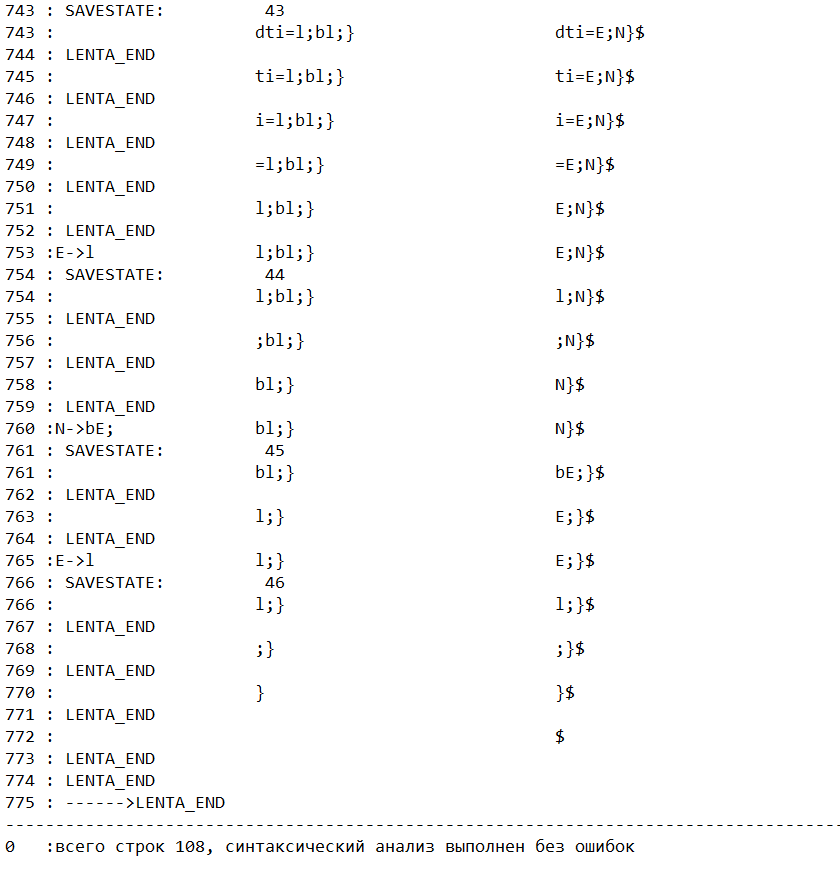 743 : SAVESTATE:          43
743 :                    dti=l;bl;}                    dti=E;N}$
744 : LENTA_END
745 :                    ti=l;bl;}                     ti=E;N}$
746 : LENTA_END
747 :                    i=l;bl;}                      i=E;N}$
748 : LENTA_END
749 :                    =l;bl;}                       =E;N}$
750 : LENTA_END
751 :                    l;bl;}                        E;N}$
752 : LENTA_END
753 :E->l                l;bl;}                        E;N}$
754 : SAVESTATE:          44
754 :                    l;bl;}                        l;N}$
755 : LENTA_END
756 :                    ;bl;}                         ;N}$
757 : LENTA_END
758 :                    bl;}                          N}$
759 : LENTA_END
760 :N->bE;              bl;}                          N}$
761 : SAVESTATE:          45
761 :                    bl;}                          bE;}$
762 : LENTA_END
763 :                    l;}                           E;}$
764 : LENTA_END
765 :E->l                l;}                           E;}$
766 : SAVESTATE:          46
766 :                    l;}                           l;}$
767 : LENTA_END
768 :                    ;}                            ;}$
769 : LENTA_END
770 :                    }                             }$
771 : LENTA_END
772 :                                                  $
773 : LENTA_END
774 : LENTA_END
775 : ------>LENTA_END
------------------------------------------------------------------------------------
0   :всего строк 108, синтаксический анализ выполнен без ошибок